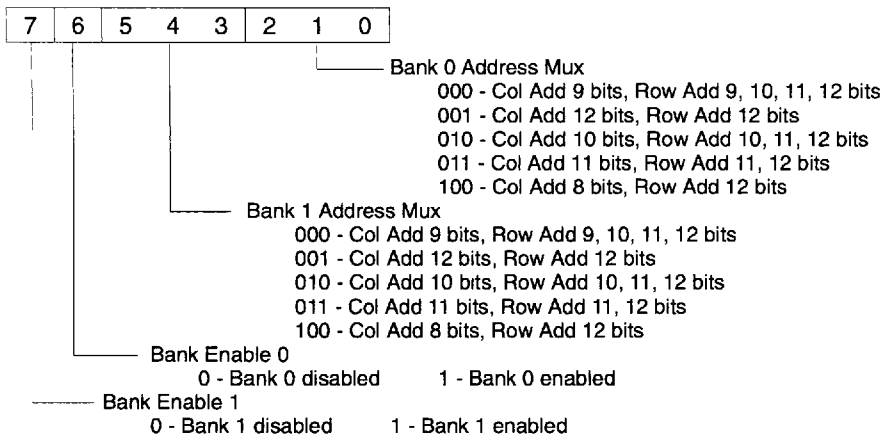 7 6 5 4 3 2 1 0
Bank 0 Address Mux
000 - Col Add 9 bits, Row Add 9, 10, 11, 12 bits
001 - Col Add 12 bits, Row Add 12 bits
010 - Col Add 10 bits, Row Add 10, 11, 12 bits
011 - Col Add 11 bits, Row Add 11, 12 bits
100 - Col Add 8 bits, Row Add 12 bits
Bank 1 Address Mux
000 - Col Add 9 bits, Row Add 9, 10, 11, 12 bits
001 - Col Add 12 bits, Row Add 12 bits
010 - Col Add 10 bits, Row Add 10, 11, 12 bits
011 - Col Add 11 bits, Row Add 11, 12 bits
100 - Col Add 8 bits, Row Add 12 bits
Bank Enable 0
0 - Bank 0 disabled 1 - Bank 0 enabled
Bank Enable 1
0 - Bank 1 disabled 1 - Bank 1 enabled